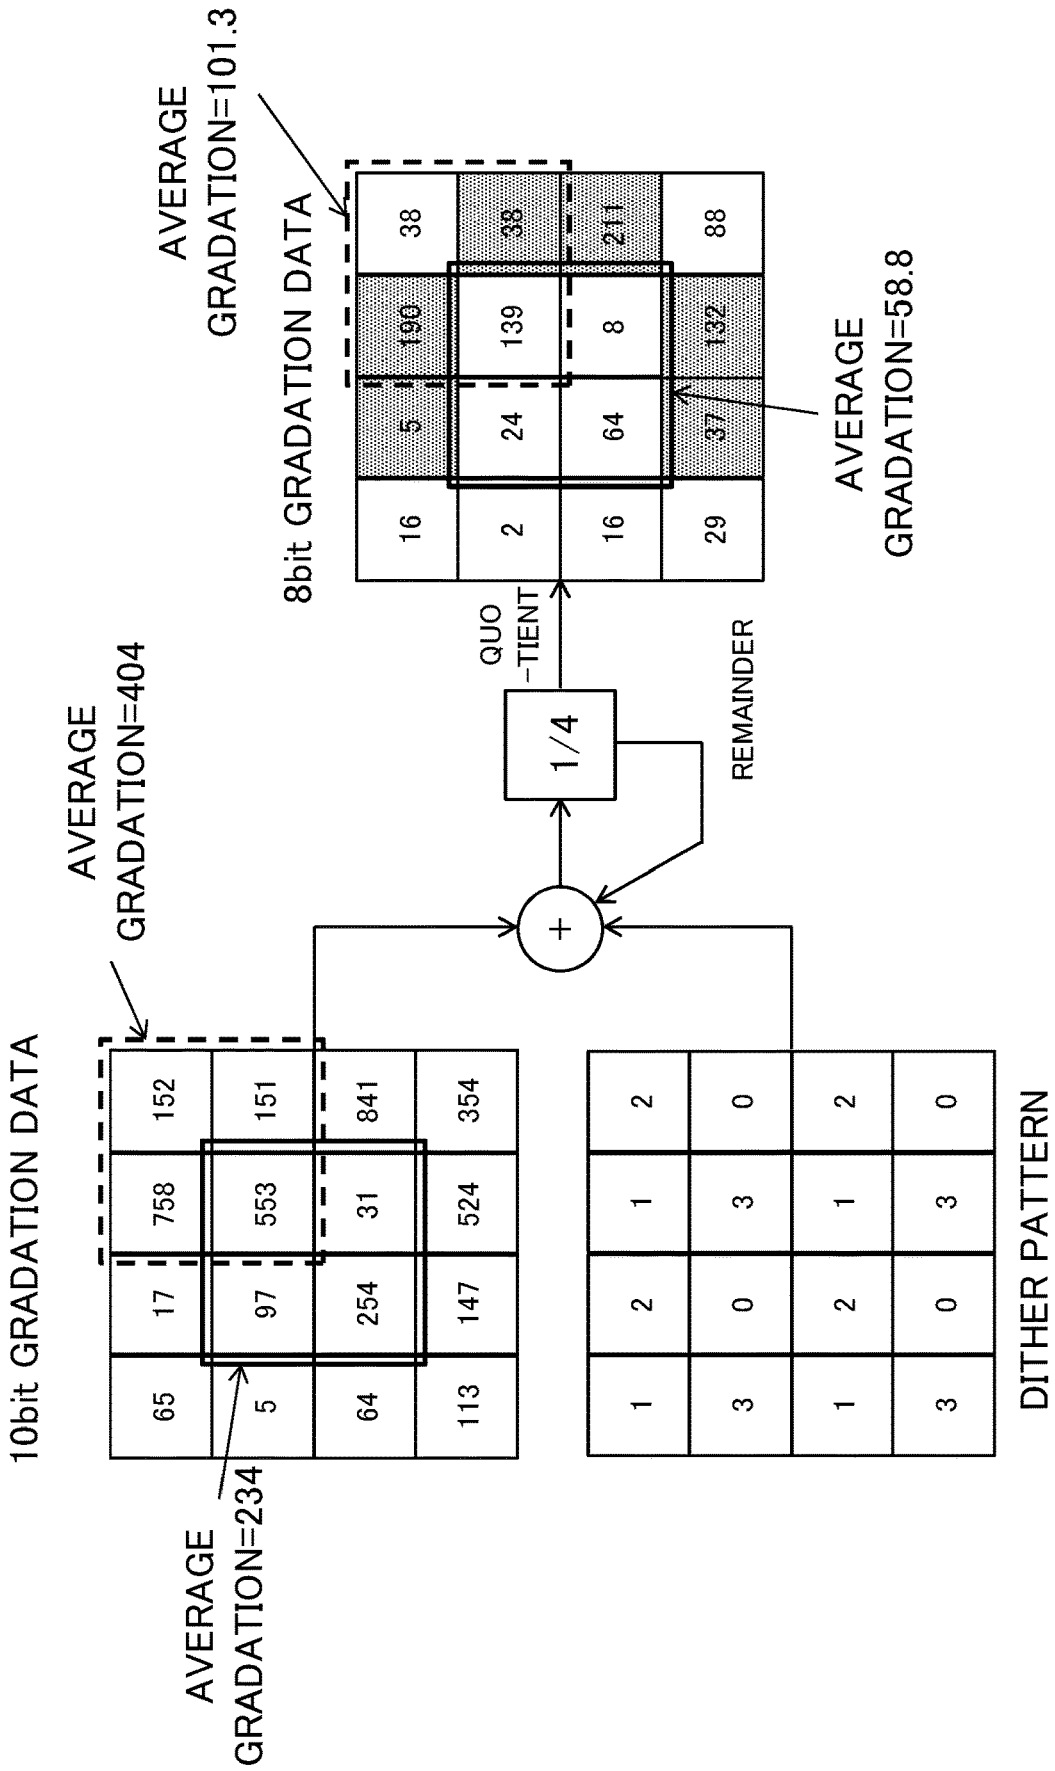 10bit GRADATION DATA
AVERAGE
GRADATION=404
65 17 758 152
5 97 553 151
64 254 31 841
113 147 524 354
AVERAGE
GRADATION=234
1 2 1 2
3 0 3 0
1 2 1 2
3 0 3 0
DITHER PATTERN
+
1/4
QUO
-TIENT
REMAINDER
AVERAGE
GRADATION=101.3
8bit GRADATION DATA
16 5 190 38
2 24 139 38
16 64 8 211
29 37 132 88
AVERAGE
GRADATION=58.8